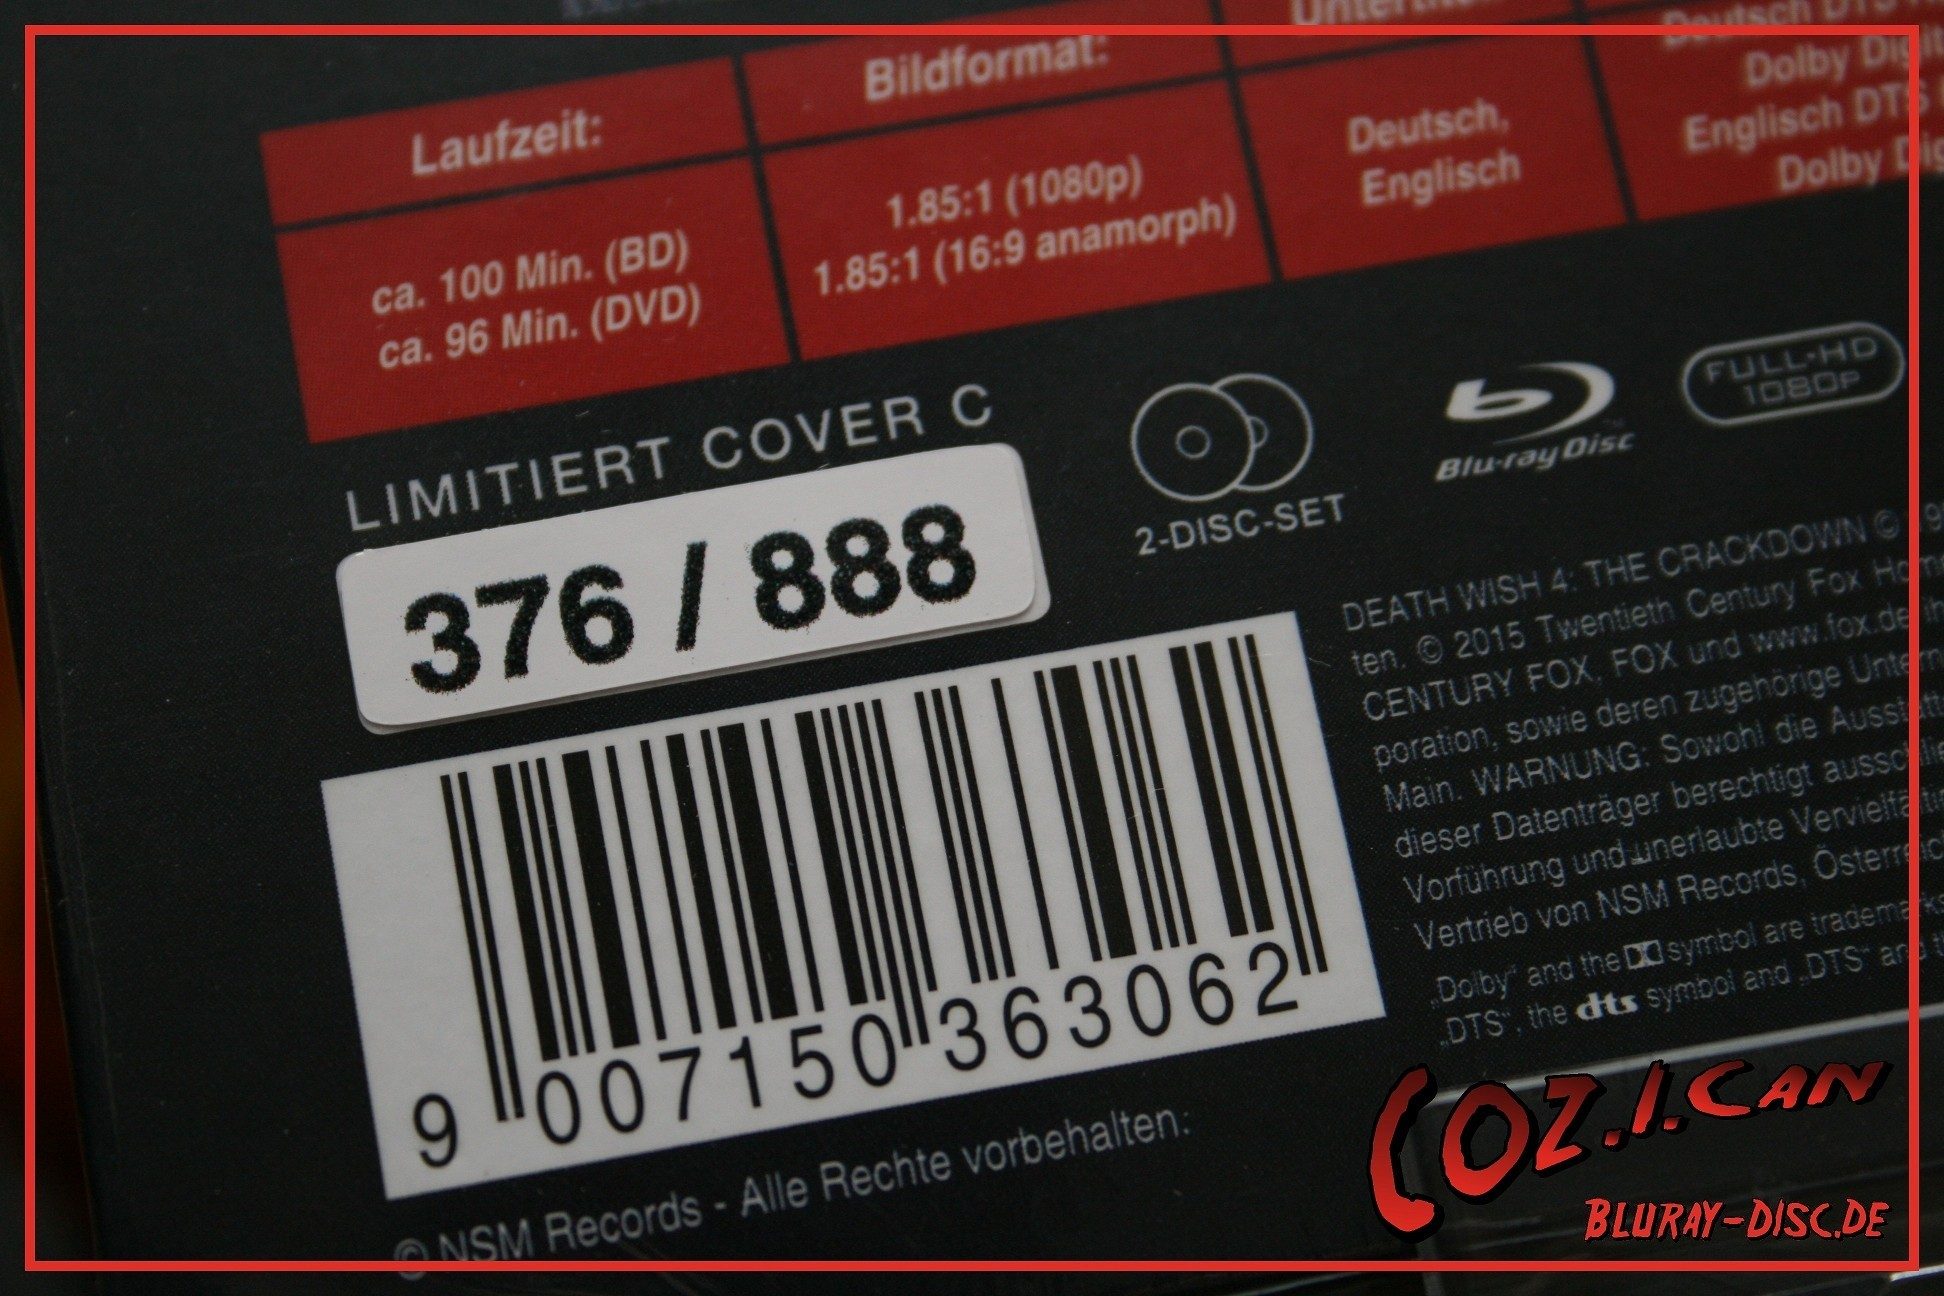 Laufzeit:
Bildformat:
ca. 100 Min. (BD)
ca. 96 Min. (DVD)
1.85:1 (1080p)
1.85:1 (16:9 anamorph)
Deutsch,
Englisch
Deutsch DTS
Dolby
Englisch DTS
Dolby
LIMITIERT COVER C
376 / 888
2-DISC-SET
Blu-ray Disc
FULL-HD
1080P
DEATH WISH 4: THE CRACKDOWN ©
ten. © 2015 Twentieth Century Fox
CENTURY FOX, FOX und www.fox.de
poration, sowie deren zugehörige
Main. WARNUNG: Sowohl die
dieser Datenträger berechtigt
Vorführung und unerlaubte
Vertrieb von NSM Records,
„Dolby“ and the symbol are
„DTS“, the dts symbol and „DTS“ and
9 007150 363062
© NSM Records - Alle Rechte vorbehalten:
COZ.I.CAN
BLURAY-DISC.DE